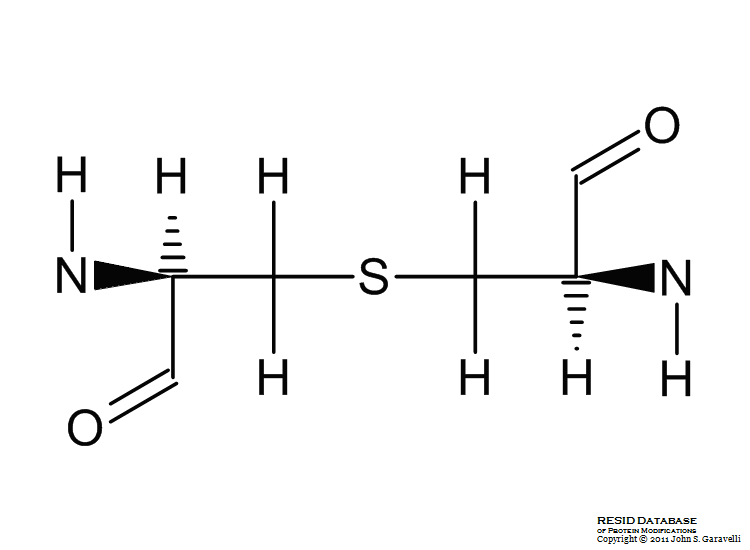 O
H H H H
N S N
H H H H
O
RESID DATABASE
OF PROTEIN MODIFICATIONS
Copyright © 2011 John S. Garavelli